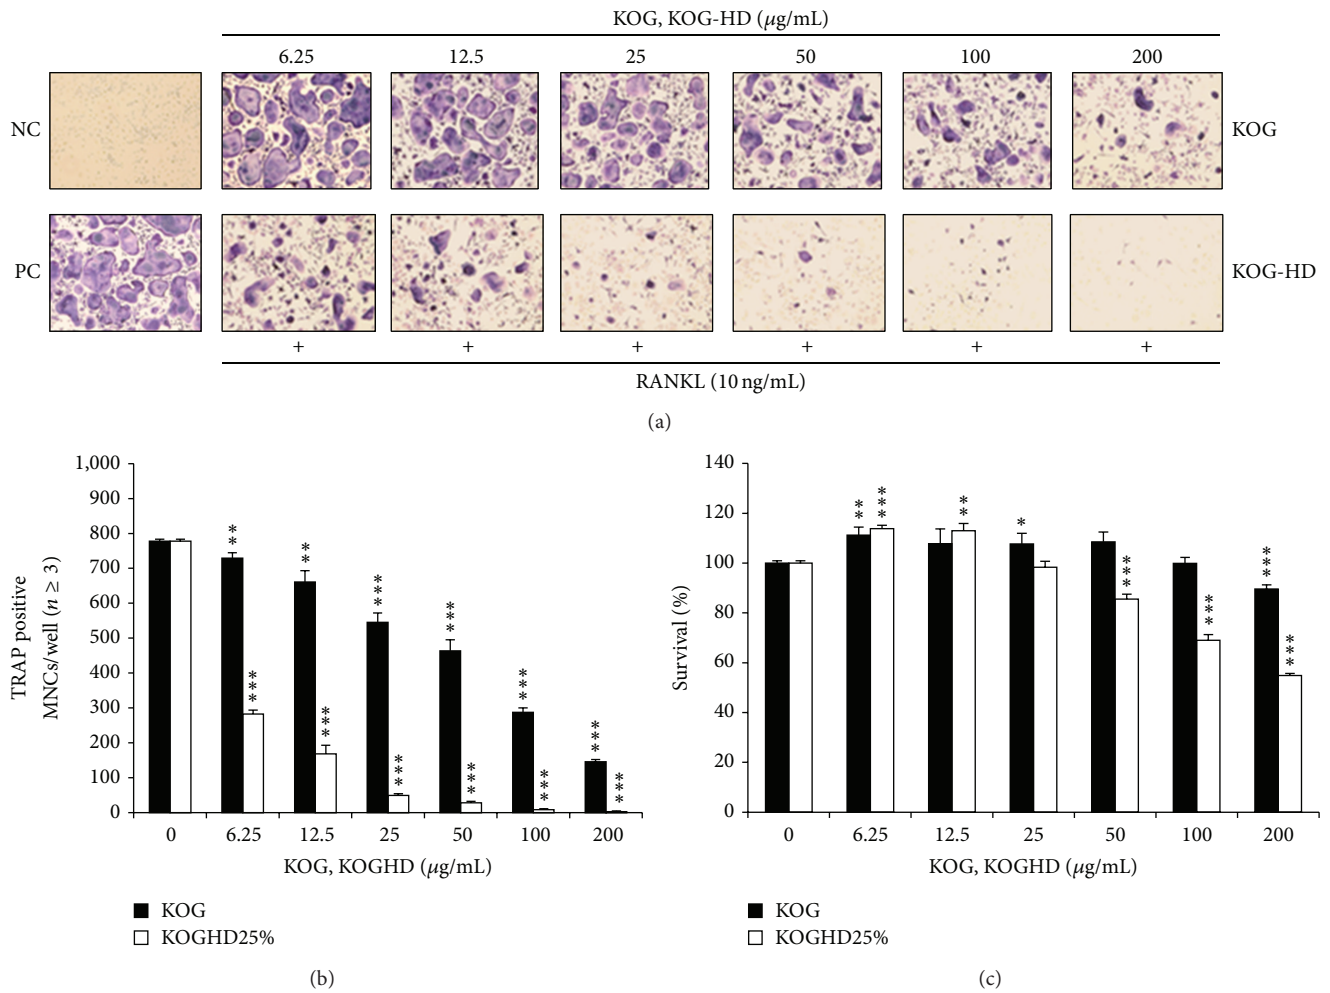 KOG, KOG-HD (μg/mL)
6.25 12.5 25 50 100 200
NC KOG
PC KOG-HD
+ + + + + +
RANKL (10 ng/mL)
(a)
1,000
900
800
700
600
500
400
300
200
100
0
TRAP positive
MNCs/well (n ≥ 3)
** ** *** *** *** ***
*** *** *** *** *** ***
0 6.25 12.5 25 50 100 200
KOG, KOGHD (μg/mL)
KOG
KOGHD25%
(b)
140
120
100
80
60
40
20
0
Survival (%)
** *** ** * *** *** *** ***
0 6.25 12.5 25 50 100 200
KOG, KOGHD (μg/mL)
KOG
KOGHD25%
(c)